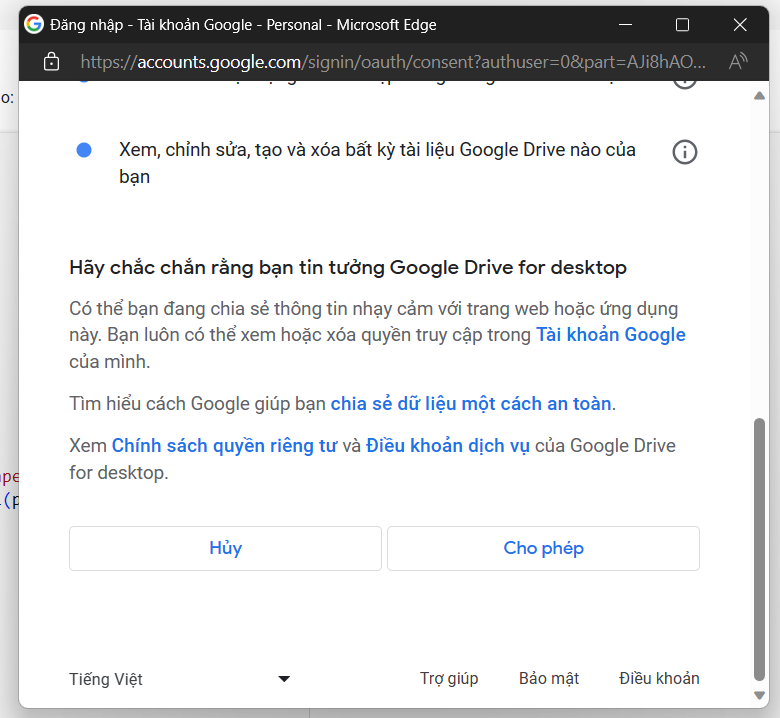 Đăng nhập - Tài khoản Google - Personal - Microsoft Edge
https://accounts.google.com/signin/oauth/consent?authuser=0&part=AJi8hAO...
o:
Xem, chỉnh sửa, tạo và xóa bất kỳ tài liệu Google Drive nào của
bạn
Hãy chắc chắn rằng bạn tin tưởng Google Drive for desktop
Có thể bạn đang chia sẻ thông tin nhạy cảm với trang web hoặc ứng dụng
này. Bạn luôn có thể xem hoặc xóa quyền truy cập trong Tài khoản Google
của mình.
Tìm hiểu cách Google giúp bạn chia sẻ dữ liệu một cách an toàn.
Xem Chính sách quyền riêng tư và Điều khoản dịch vụ của Google Drive
for desktop.
Hủy
Cho phép
Tiếng Việt
Trợ giúp
Bảo mật
Điều khoản